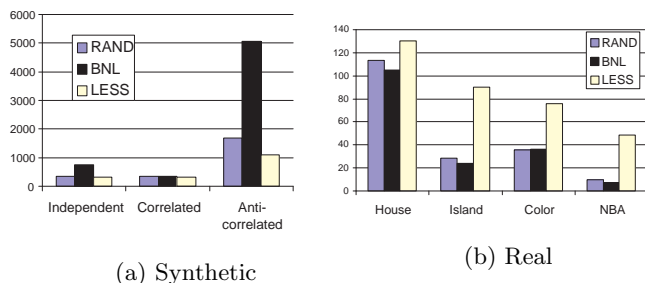 6000
5000
4000
3000
2000
1000
0
RAND
BNL
LESS
Independent
Correlated
Anti-
correlated
(a) Synthetic
140
120
100
80
60
40
20
0
RAND
BNL
LESS
House
Island
Color
NBA
(b) Real